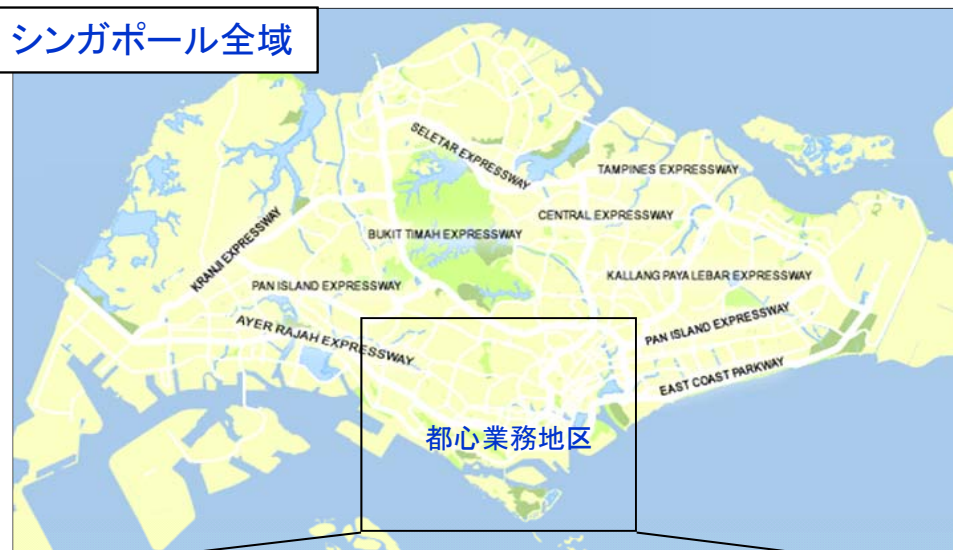 シンガポール全域
SELETAR EXPRESSWAY
TAMPINES EXPRESSWAY
CENTRAL EXPRESSWAY
BUKIT TIMAH EXPRESSWAY
KRANJI EXPRESSWAY
KALLANG PAYA LEBAR EXPRESSWAY
PAN ISLAND EXPRESSWAY
PAN ISLAND EXPRESSWAY
AYER RAJAH EXPRESSWAY
EAST COAST PARKWAY
都心業務地区